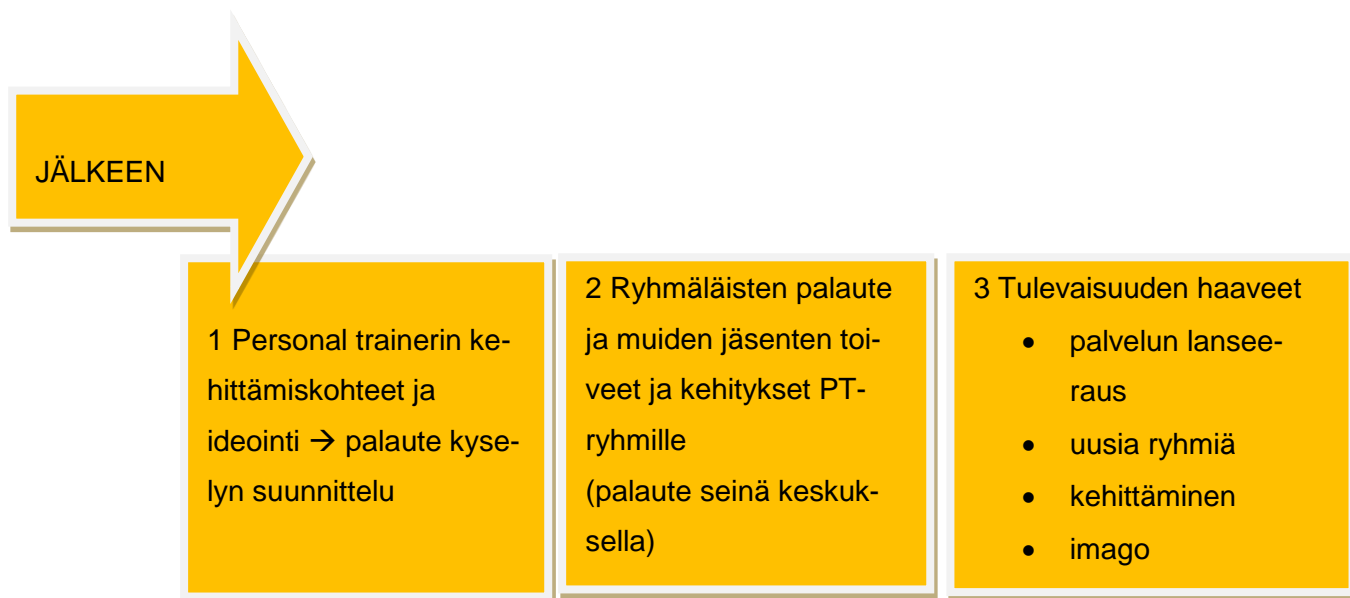 JÄLKEEN
1 Personal trainerin ke-
hittämiskohteet ja
ideointi → palaute kyse-
lyn suunnittelu
2 Ryhmäläisten palaute
ja muiden jäsenten toi-
veet ja kehitykset PT-
ryhmille
(palaute seinä keskuk-
sella)
3 Tulevaisuuden haaveet
• palvelun lansee-
raus
• uusia ryhmiä
• kehittäminen
• imago